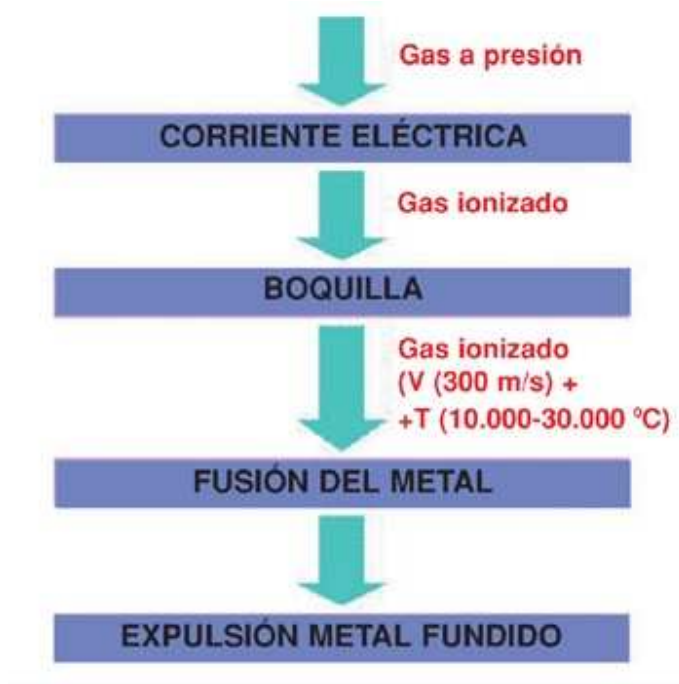 Gas a presión
CORRIENTE ELÉCTRICA
Gas ionizado
BOQUILLA
Gas ionizado
(V (300 m/s) +
+T (10.000-30.000 ºC)
FUSIÓN DEL METAL
EXPULSIÓN METAL FUNDIDO